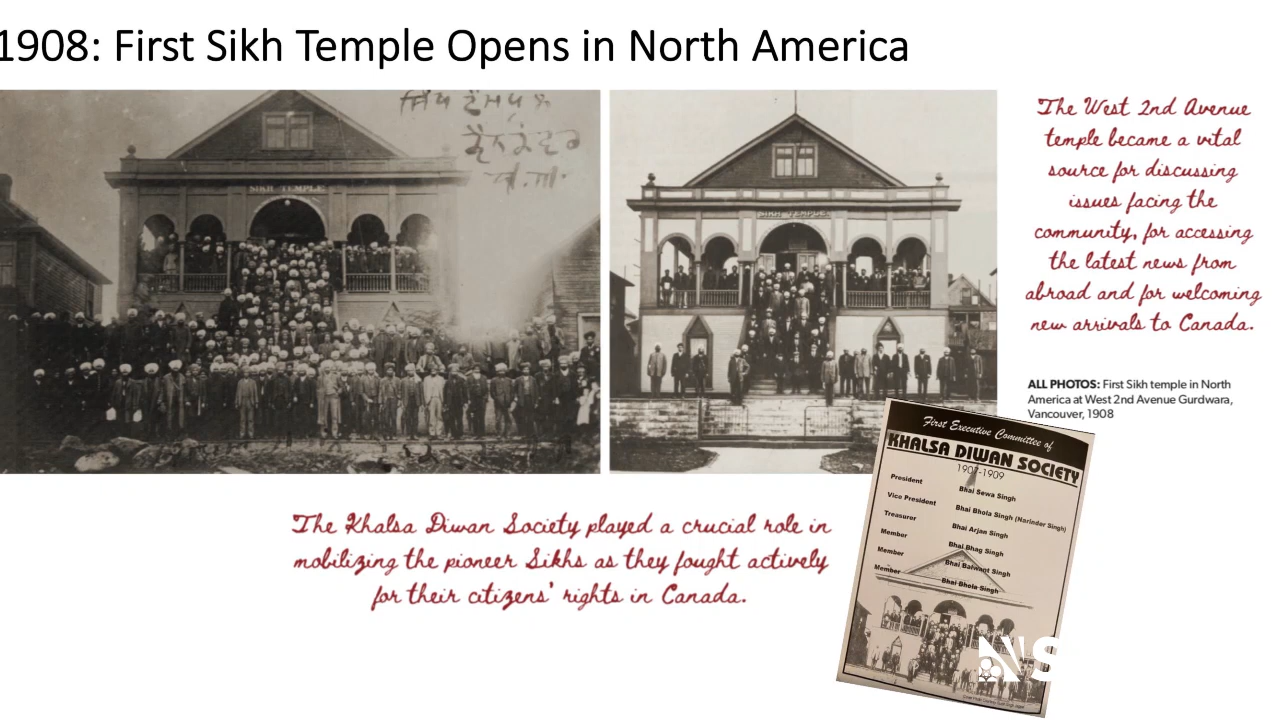 1908: First Sikh Temple Opens in North America
SIKH TEMPLE
SIKH TEMPLE
The West 2nd Avenue
temple became a vital
source for discussing
issues facing the
community, for accessing
the latest news from
abroad and for welcoming
new arrivals to Canada.
ALL PHOTOS: First Sikh temple in North
America at West 2nd Avenue Gurdwara,
Vancouver, 1908
The Khalsa Diwan Society played a crucial role in
mobilizing the pioneer Sikhs as they fought actively
for their citizens' rights in Canada.
First Executive Committee of
KHALSA DIWAN SOCIETY
1907-1909
President Bhai Sewa Singh
Vice President Bhai Bhola Singh (Narinder Singh)
Treasurer Bhai Arjan Singh
Member Bhai Bhag Singh
Member Bhai Balwant Singh
Member Bhai Bhola Singh
NS